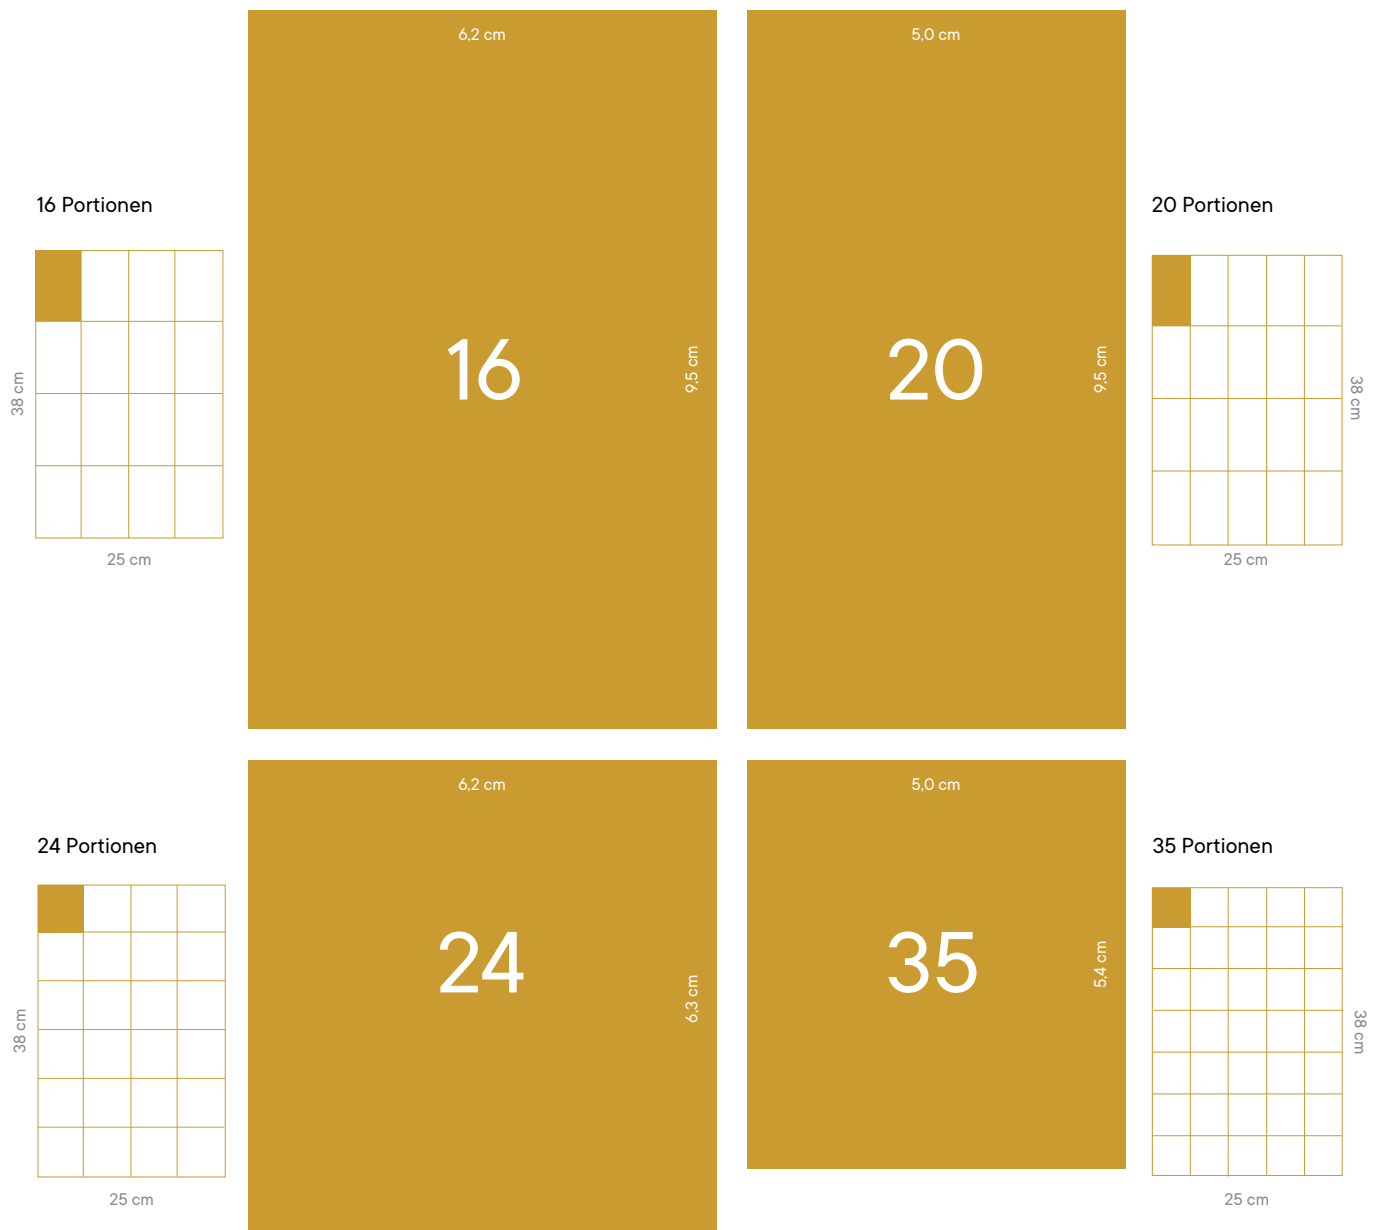 6,2 cm
5,0 cm
16 Portionen
20 Portionen
16
9,5 cm
20
9,5 cm
38 cm
38 cm
25 cm
25 cm
6,2 cm
5,0 cm
24 Portionen
35 Portionen
24
6,3 cm
35
5,4 cm
38 cm
38 cm
25 cm
25 cm